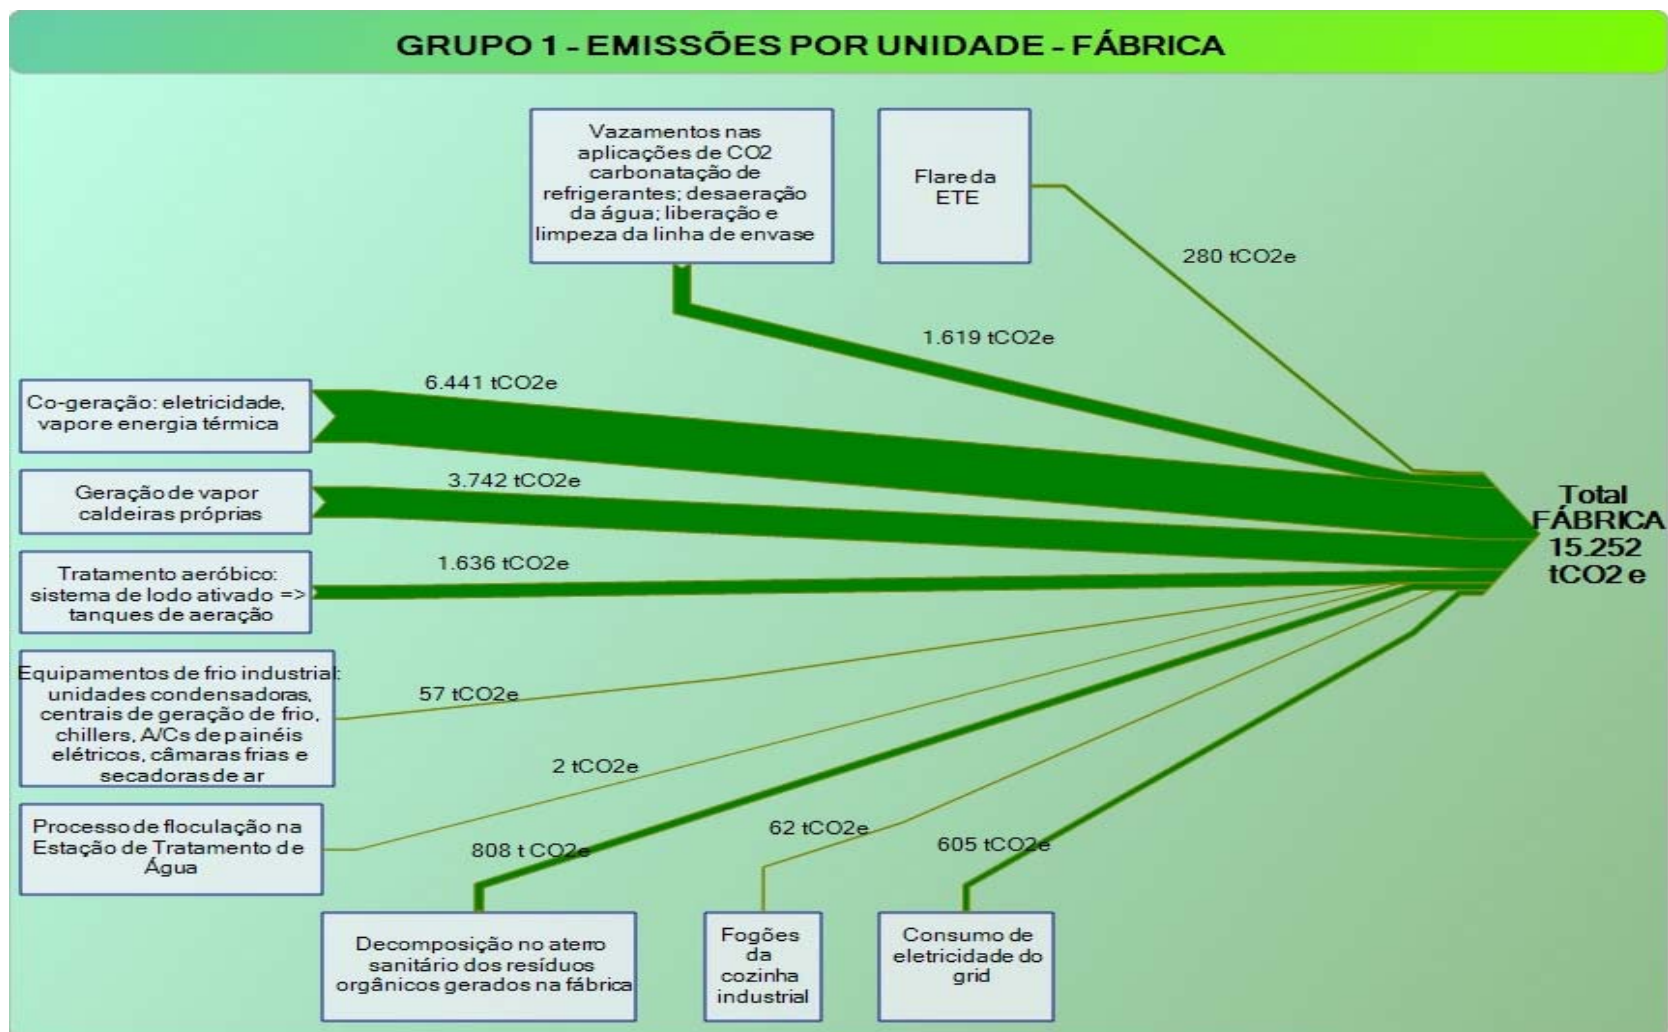 GRUPO 1 - EMISSÕES POR UNIDADE - FÁBRICA
Vazamentos nas
aplicações de CO2
carbonatação de
refrigerantes; desaeração
da água; liberação e
limpeza da linha de envase
Flare da
ETE
280 tCO2e
1.619 tCO2e
6.441 tCO2e
Co-geração: eletricidade,
vapor e energia térmica
3.742 tCO2e
Geração de vapor
caldeiras próprias
Total
FÁBRICA
15.252
tCO2 e
1.636 tCO2e
Tratamento aeróbico:
sistema de lodo ativado =>
tanques de aeração
Equipamentos de frio industrial:
unidades condensadoras,
centrais de geração de frio,
chillers, A/Cs de painéis
elétricos, câmaras frias e
secadoras de ar
57 tCO2e
2 tCO2e
Processo de floculação na
Estação de Tratamento de
Água
808 t CO2e
62 tCO2e
605 tCO2e
Decomposição no aterro
sanitário dos resíduos
orgânicos gerados na fábrica
Fogões
da
cozinha
industrial
Consumo de
eletricidade do
grid